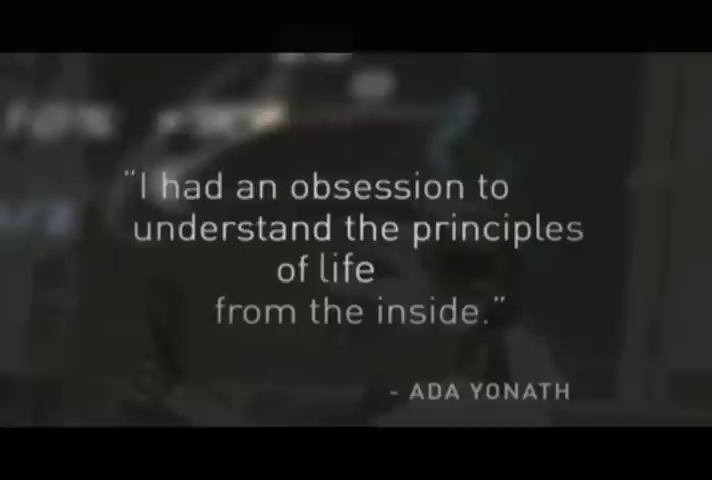 “I had an obsession to
understand the principles
of life
from the inside.”
- ADA YONATH